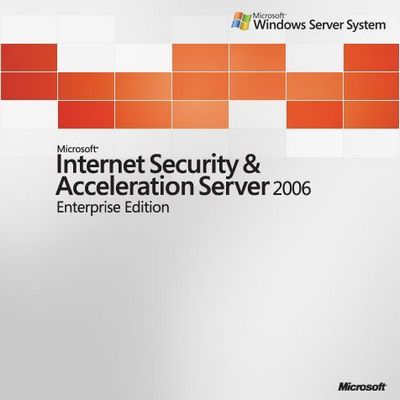 Microsoft®
Windows Server System
Microsoft®
Internet Security &
Acceleration Server 2006
Enterprise Edition
Microsoft